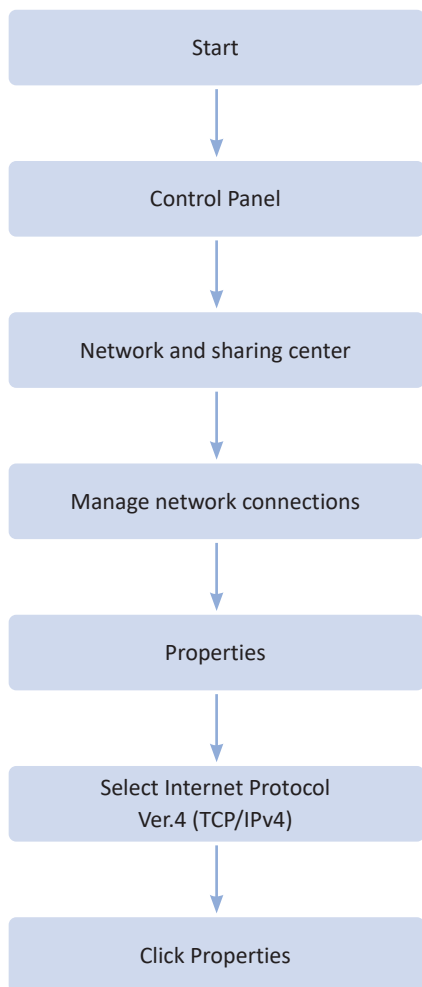 Start
Control Panel
Network and sharing center
Manage network connections
Properties
Select Internet Protocol
Ver.4 (TCP/IPv4)
Click Properties